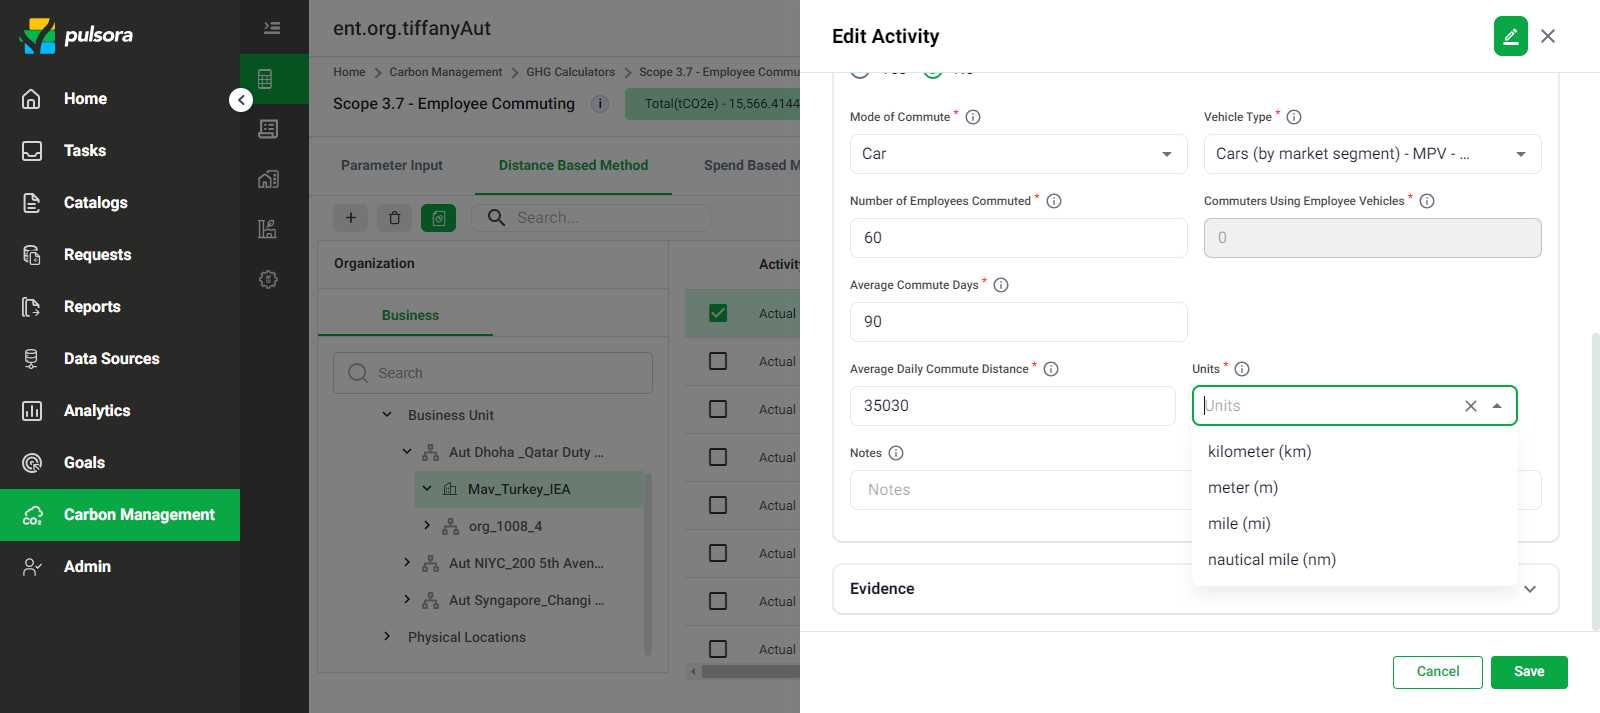 pulsora
Home
Tasks
Catalogs
Requests
Reports
Data Sources
Analytics
Goals
Carbon Management
Admin
ent.org.tiffanyAut
Home > Carbon Management > GHG Calculators > Scope 3.7 - Employee Commu
Scope 3.7 - Employee Commuting
Total(tCO2e) - 15,566.4144
Parameter Input
Distance Based Method
Spend Based M
Search...
Organization
Business
Search
Business Unit
Aut Dhoha _Qatar Duty ...
Mav_Turkey_IEA
org_1008_4
Aut NIYC_200 5th Aven...
Aut Syngapore_Changi ...
Physical Locations
Activity
Actual
Actual
Actual
Actual
Actual
Actual
Actual
Actual
Edit Activity
Mode of Commute *
Car
Vehicle Type *
Cars (by market segment) - MPV - ...
Number of Employees Commuted *
60
Commuters Using Employee Vehicles *
0
Average Commute Days *
90
Average Daily Commute Distance *
35030
Units *
Units
kilometer (km)
meter (m)
mile (mi)
nautical mile (nm)
Notes
Notes
Evidence
Cancel
Save